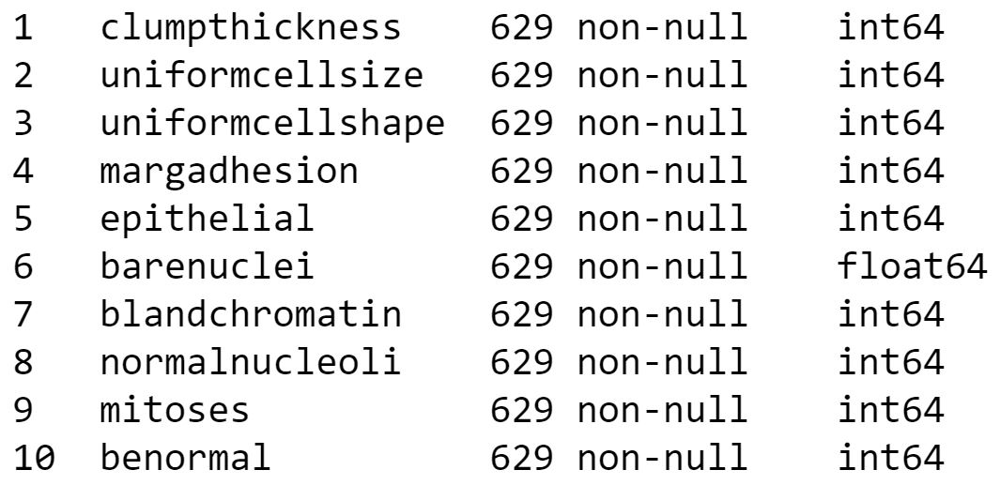 1 clumpthickness 629 non-null int64
2 uniformcellsize 629 non-null int64
3 uniformcellshape 629 non-null int64
4 margadhesion 629 non-null int64
5 epithelial 629 non-null int64
6 barenuclei 629 non-null float64
7 blandchromatin 629 non-null int64
8 normalnucleoli 629 non-null int64
9 mitoses 629 non-null int64
10 benormal 629 non-null int64